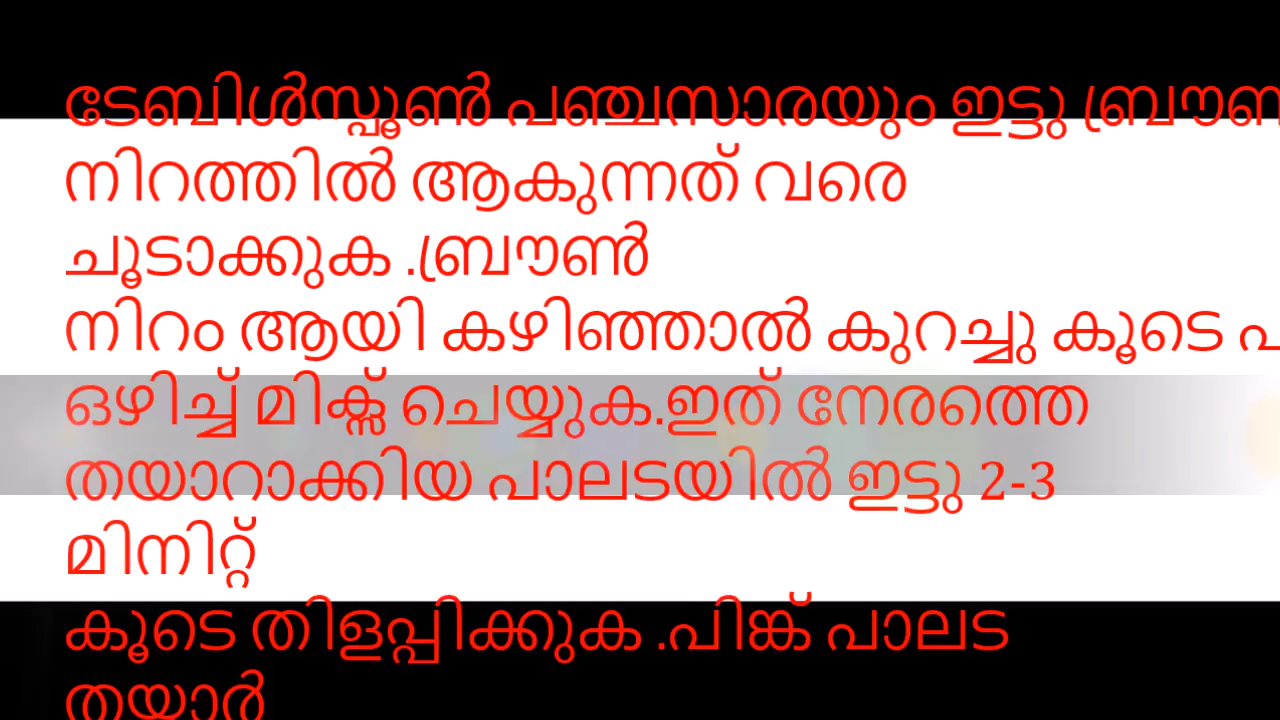 ടേബിൾസ്പൂൺ പഞ്ചസാരയും ഇട്ടു
നിറത്തിൽ ആകുന്നത് വരെ
ചൂടാക്കുക .ബ്രൗൺ
നിറം ആയി കഴിഞ്ഞാൽ കുറച്ചു കൂടെ
ഒഴിച്ച് മിക്സ് ചെയ്യുക.ഇത് നേരത്തെ
തയാറാക്കിയ പാലടയിൽ ഇട്ടു 2-3
മിനിറ്റ്
കൂടെ തിളപ്പിക്കുക .പിങ്ക് പാലട
തയാർ